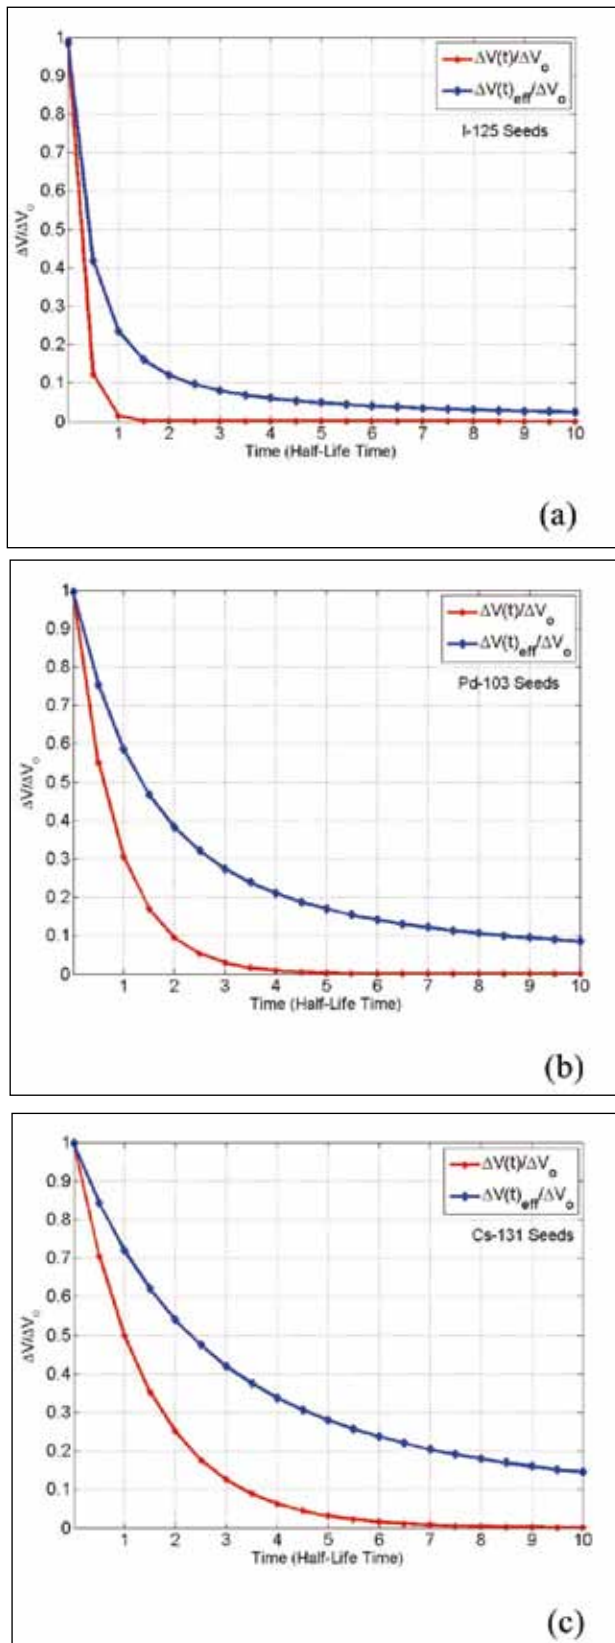 1
0.9
0.8
0.7
0.6
0.5
0.4
0.3
0.2
0.1
0
ΔV/ΔV₀
ΔV(t)/ΔVₒ
ΔV(t)eff/ΔVₒ
I-125 Seeds
1 2 3 4 5 6 7 8 9 10
Time (Half-Life Time)
(a)
1
0.9
0.8
0.7
0.6
0.5
0.4
0.3
0.2
0.1
0
ΔV/ΔV₀
ΔV(t)/ΔVₒ
ΔV(t)eff/ΔVₒ
Pd-103 Seeds
1 2 3 4 5 6 7 8 9 10
Time (Half-Life Time)
(b)
1
0.9
0.8
0.7
0.6
0.5
0.4
0.3
0.2
0.1
0
ΔV/ΔV₀
ΔV(t)/ΔVₒ
ΔV(t)eff/ΔVₒ
Cs-131 Seeds
1 2 3 4 5 6 7 8 9 10
Time (Half-Life Time)
(c)